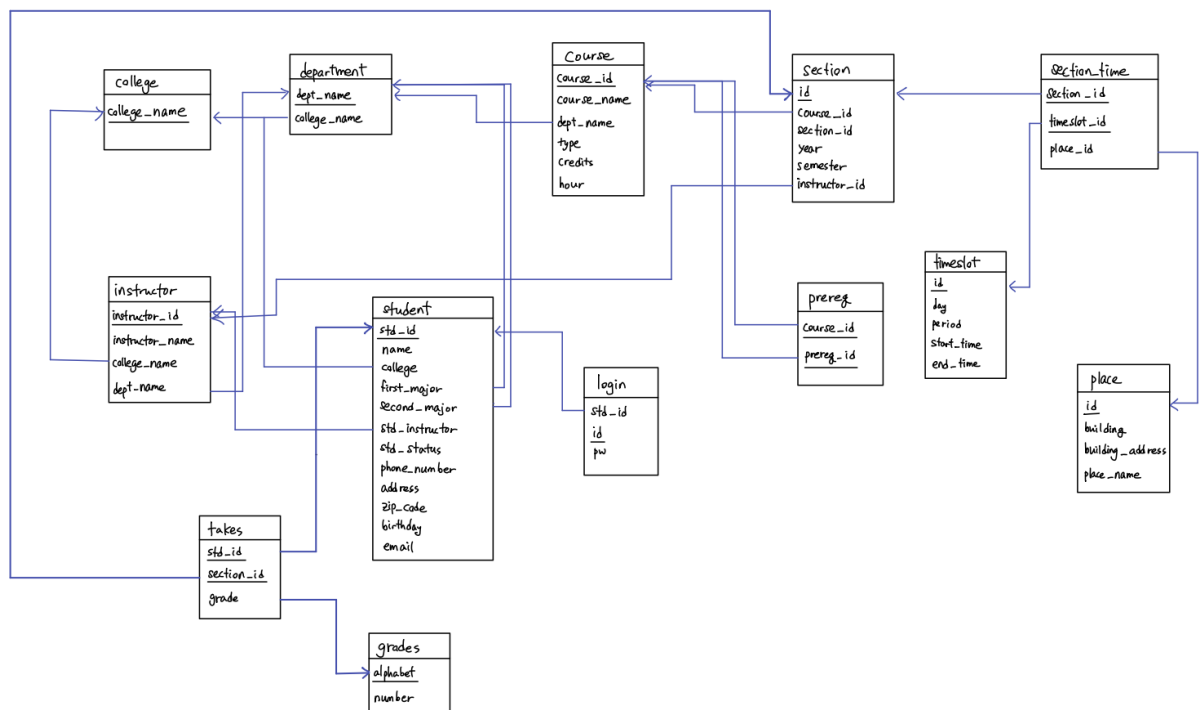 college
college_name
department
dept_name
college_name
Course
Course_id
Course_name
dept_name
type
Credits
hour
section
id
Course_id
section_id
year
semester
instructor_id
section_time
section_id
timeslot_id
place_id
instructor
instructor_id
instructor_name
college_name
dept_name
student
std_id
name
college
first_major
second_major
std_instructor
std_status
phone_number
address
zip_code
birthday
email
login
std_id
id
pw
prereq
Course_id
prereq_id
timeslot
id
day
period
start_time
end_time
place
id
building
building_address
place_name
takes
std_id
section_id
grade
grades
alphabet
number